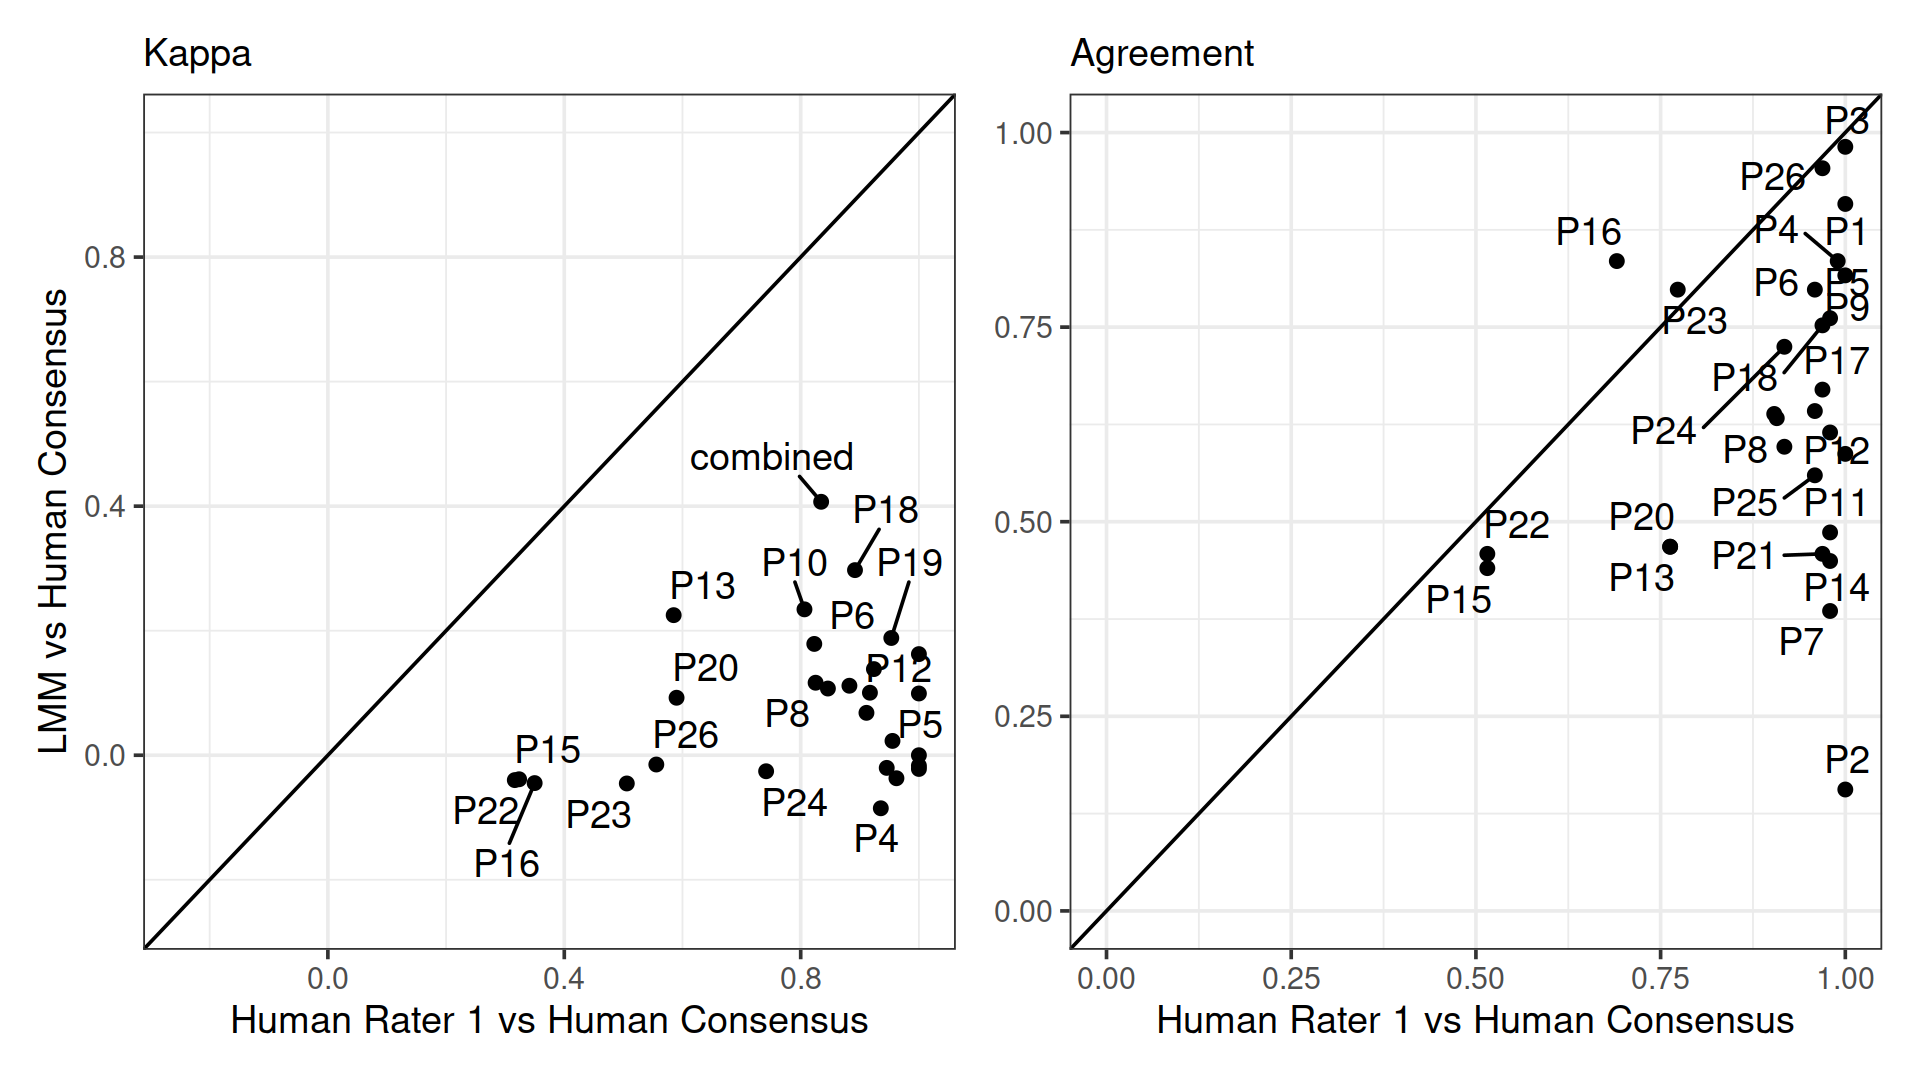 Kappa
Agreement
LMM vs Human Consensus
0.8
0.4
0.0
combined
P18
P10
P19
P13
P6
P20
P12
P8
P5
P26
P15
P22
P23
P24
P16
P4
0.0
0.4
0.8
Human Rater 1 vs Human Consensus
1.00
0.75
0.50
0.25
0.00
P3
P26
P16
P4
P1
P6
P5
P9
P23
P17
P18
P24
P8
P12
P25
P11
P22
P20
P21
P13
P14
P15
P7
P2
0.00
0.25
0.50
0.75
1.00
Human Rater 1 vs Human Consensus